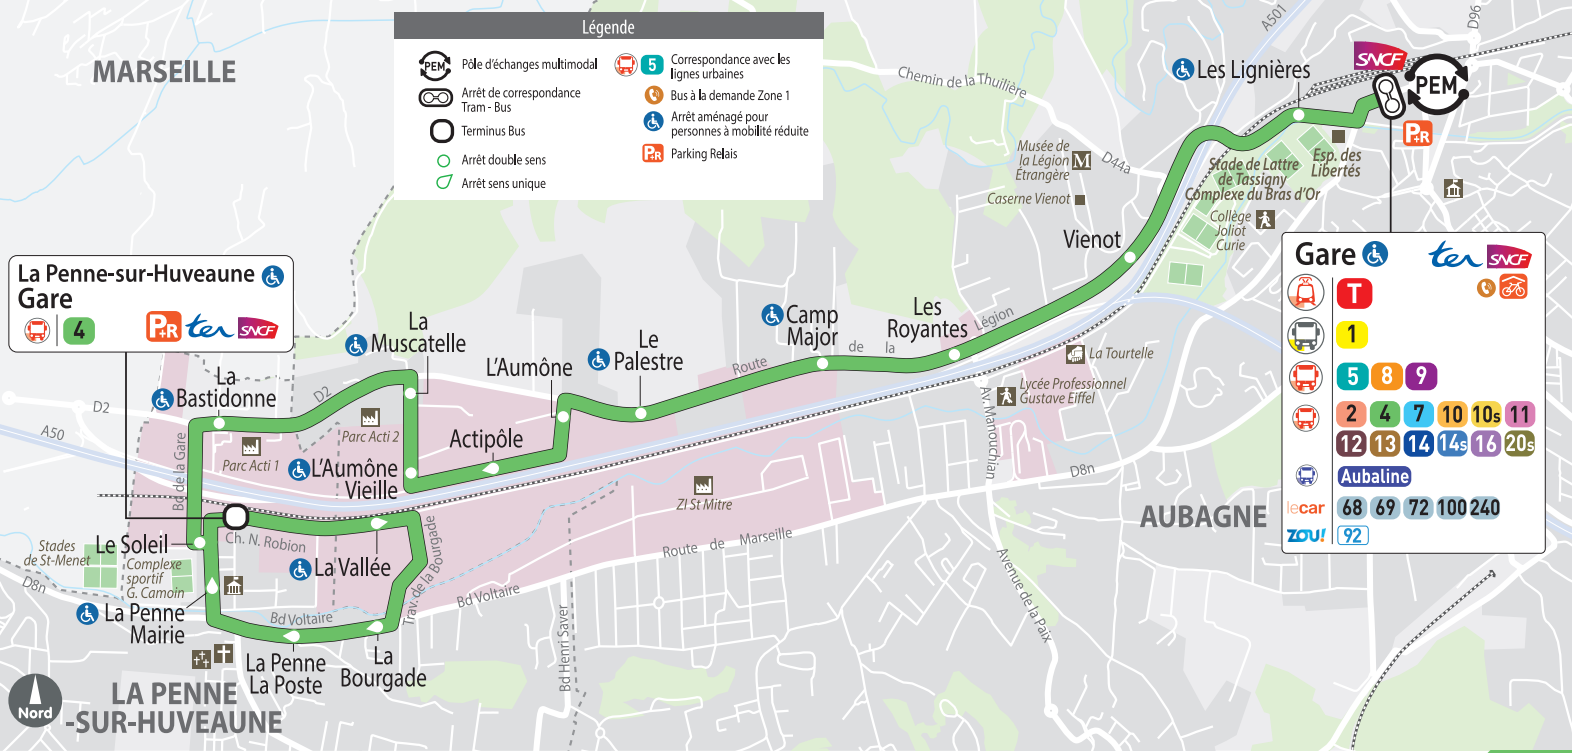 MARSEILLE
Légende
PEM
Pôle d'échanges multimodal
Arrêt de correspondance
Tram - Bus
Terminus Bus
Arrêt double sens
Arrêt sens unique
5
Correspondance avec les
lignes urbaines
Bus à la demande Zone 1
Arrêt aménagé pour
personnes à mobilité réduite
P+R
Parking Relais
A501
D96
Chemin de la Thuilière
Les Lignières
SNCF
PEM
P+R
Musée de
la Légion
Étrangère
M
D44a
Caserne Vienot
Stade de Lattre
de Tassigny
Complexe du Bras d'Or
Esp. des
Libertés
Collège
Joliot
Curie
Vienot
Gare
ter
SNCF
T
1
5 8 9
2 4 7 10 10s 11
12 13 14 14s 16 20s
Aubaline
lecar
68 69 72 100 240
ZOU!
92
La Penne-sur-Huveaune
Gare
4
P+R
ter
SNCF
La
Muscatelle
L'Aumône
Le
Palestre
Camp
Major
Les
Royantes
Route de la Légion
La Tourtelle
Lycée Professionnel
Gustave Eiffel
Av. Manouchian
La
Bastidonne
D2
D2
A50
Bd de la Gare
Parc Acti 1
Parc Acti 2
L'Aumône
Vieille
Actipôle
ZI St Mitre
D8n
AUBAGNE
Route de Marseille
Avenue de la Paix
Le Soleil
Ch. N. Robion
Stades
de St-Menet
Complexe
sportif
G. Camoin
D8n
La Vallée
Trav. de la Bourgade
La Penne
Mairie
Bd Voltaire
Bd Voltaire
Bd Henri Saver
La Penne
La Poste
La
Bourgade
Nord
LA PENNE
-SUR-HUVEAUNE